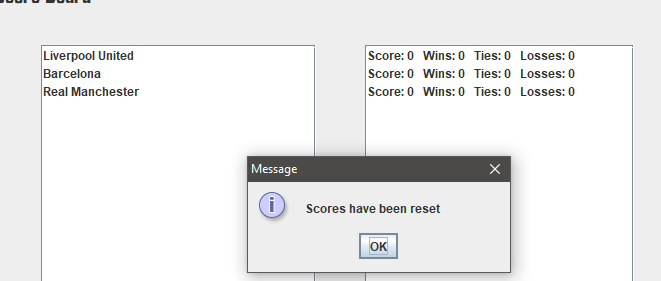 Liverpool United
Barcelona
Real Manchester
Score: 0 Wins: 0 Ties: 0 Losses: 0
Score: 0 Wins: 0 Ties: 0 Losses: 0
Score: 0 Wins: 0 Ties: 0 Losses: 0
Message
Scores have been reset
OK